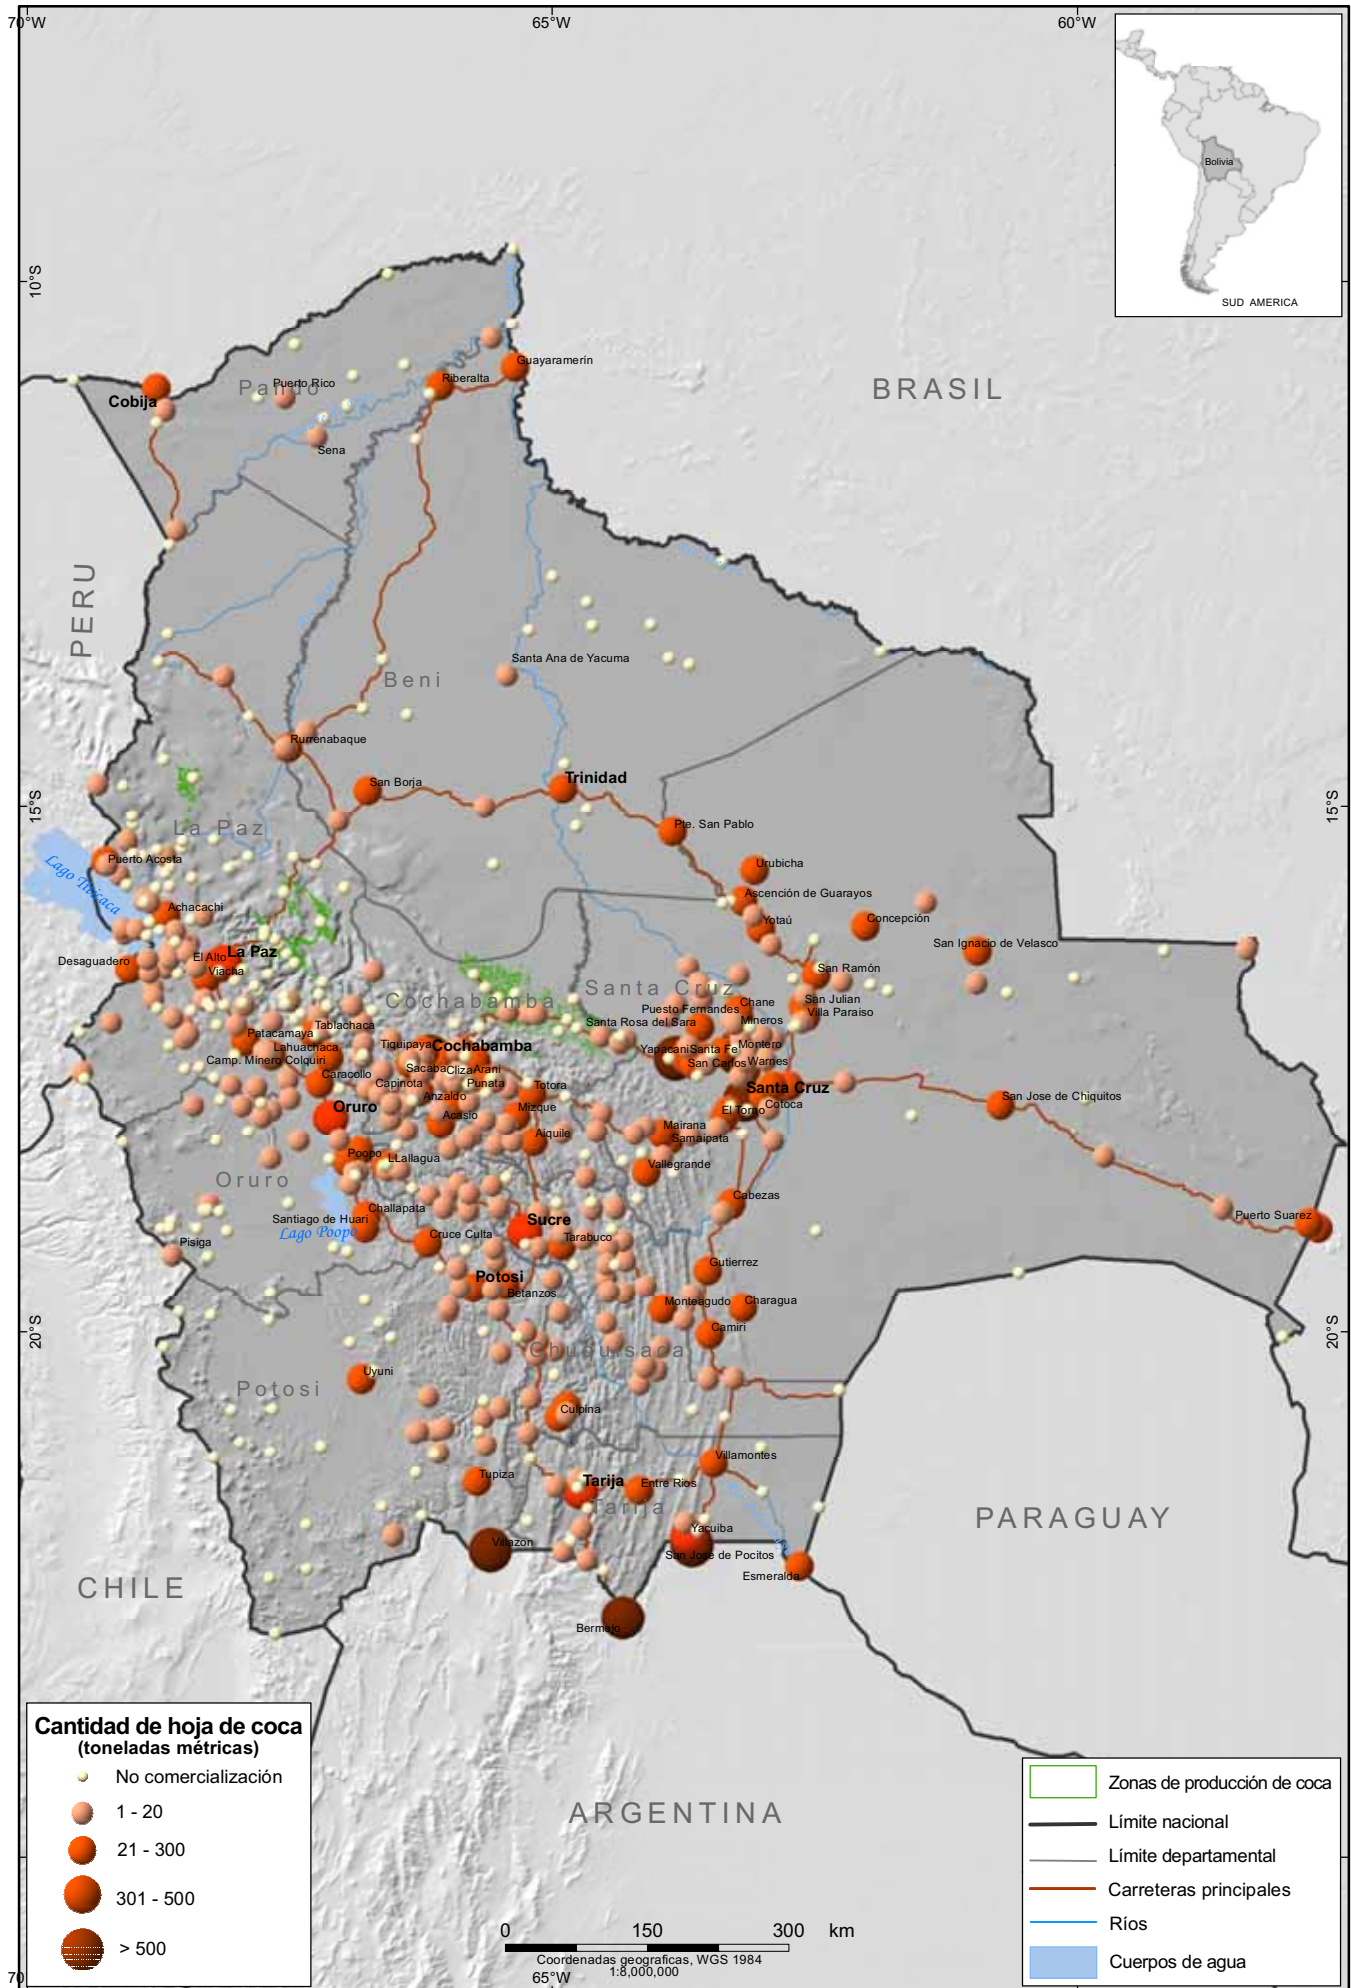 70°W
65°W
60°W
Bolivia
SUD AMERICA
10°S
BRASIL
Guayaramerín
Riberalta
Puerto Rico
Pando
Cobija
Sena
PERU
Santa Ana de Yacuma
Beni
Rurrenabaque
Trinidad
San Borja
15°S
15°S
La Paz
Pte. San Pablo
Puerto Acosta
Urubicha
Lago Titicaca
Ascención de Guarayos
Achacachi
Yotaú
Concepción
San Ignacio de Velasco
La Paz
El Alto
Desaguadero
Viacha
San Ramón
Santa Cruz
Cochabamba
Chane
San Julian
Puesto Fernandes
Villa Paraiso
Santa Rosa del Sara
Mineros
Tablachaca
Patacamaya
Lahuachaca
Tiquipaya
Cochabamba
Montero
Yapacani
Santa Fe
Camp. Minero Colquiri
San Carlos
Warnes
Sacaba
Cliza
Arani
Caracollo
Capinota
Punata
Totora
Santa Cruz
Anzaldo
San Jose de Chiquitos
Oruro
Mizque
Cotoca
El Torno
Acasio
Mairana
Aiquile
Samaipata
Poopo
LLallagua
Vallegrande
Oruro
Cabezas
Challapata
Santiago de Huari
Sucre
Puerto Suarez
Lago Poopo
Cruce Culta
Tarabuco
Pisiga
Gutierrez
Potosi
Betanzos
Monteagudo
Charagua
Camiri
20°S
20°S
Chuquisaca
Uyuni
Potosi
Culpina
Villamontes
Tupiza
Tarija
Entre Rios
Tarija
PARAGUAY
Yacuiba
Villazon
San José de Pocitos
Esmeralda
CHILE
Bermejo
Cantidad de hoja de coca
(toneladas métricas)
No comercialización
1 - 20
21 - 300
301 - 500
> 500
ARGENTINA
Zonas de producción de coca
Límite nacional
Límite departamental
Carreteras principales
Ríos
Cuerpos de agua
0 150 300 km
Coordenadas geograficas, WGS 1984
1:8,000,000
70
65°W